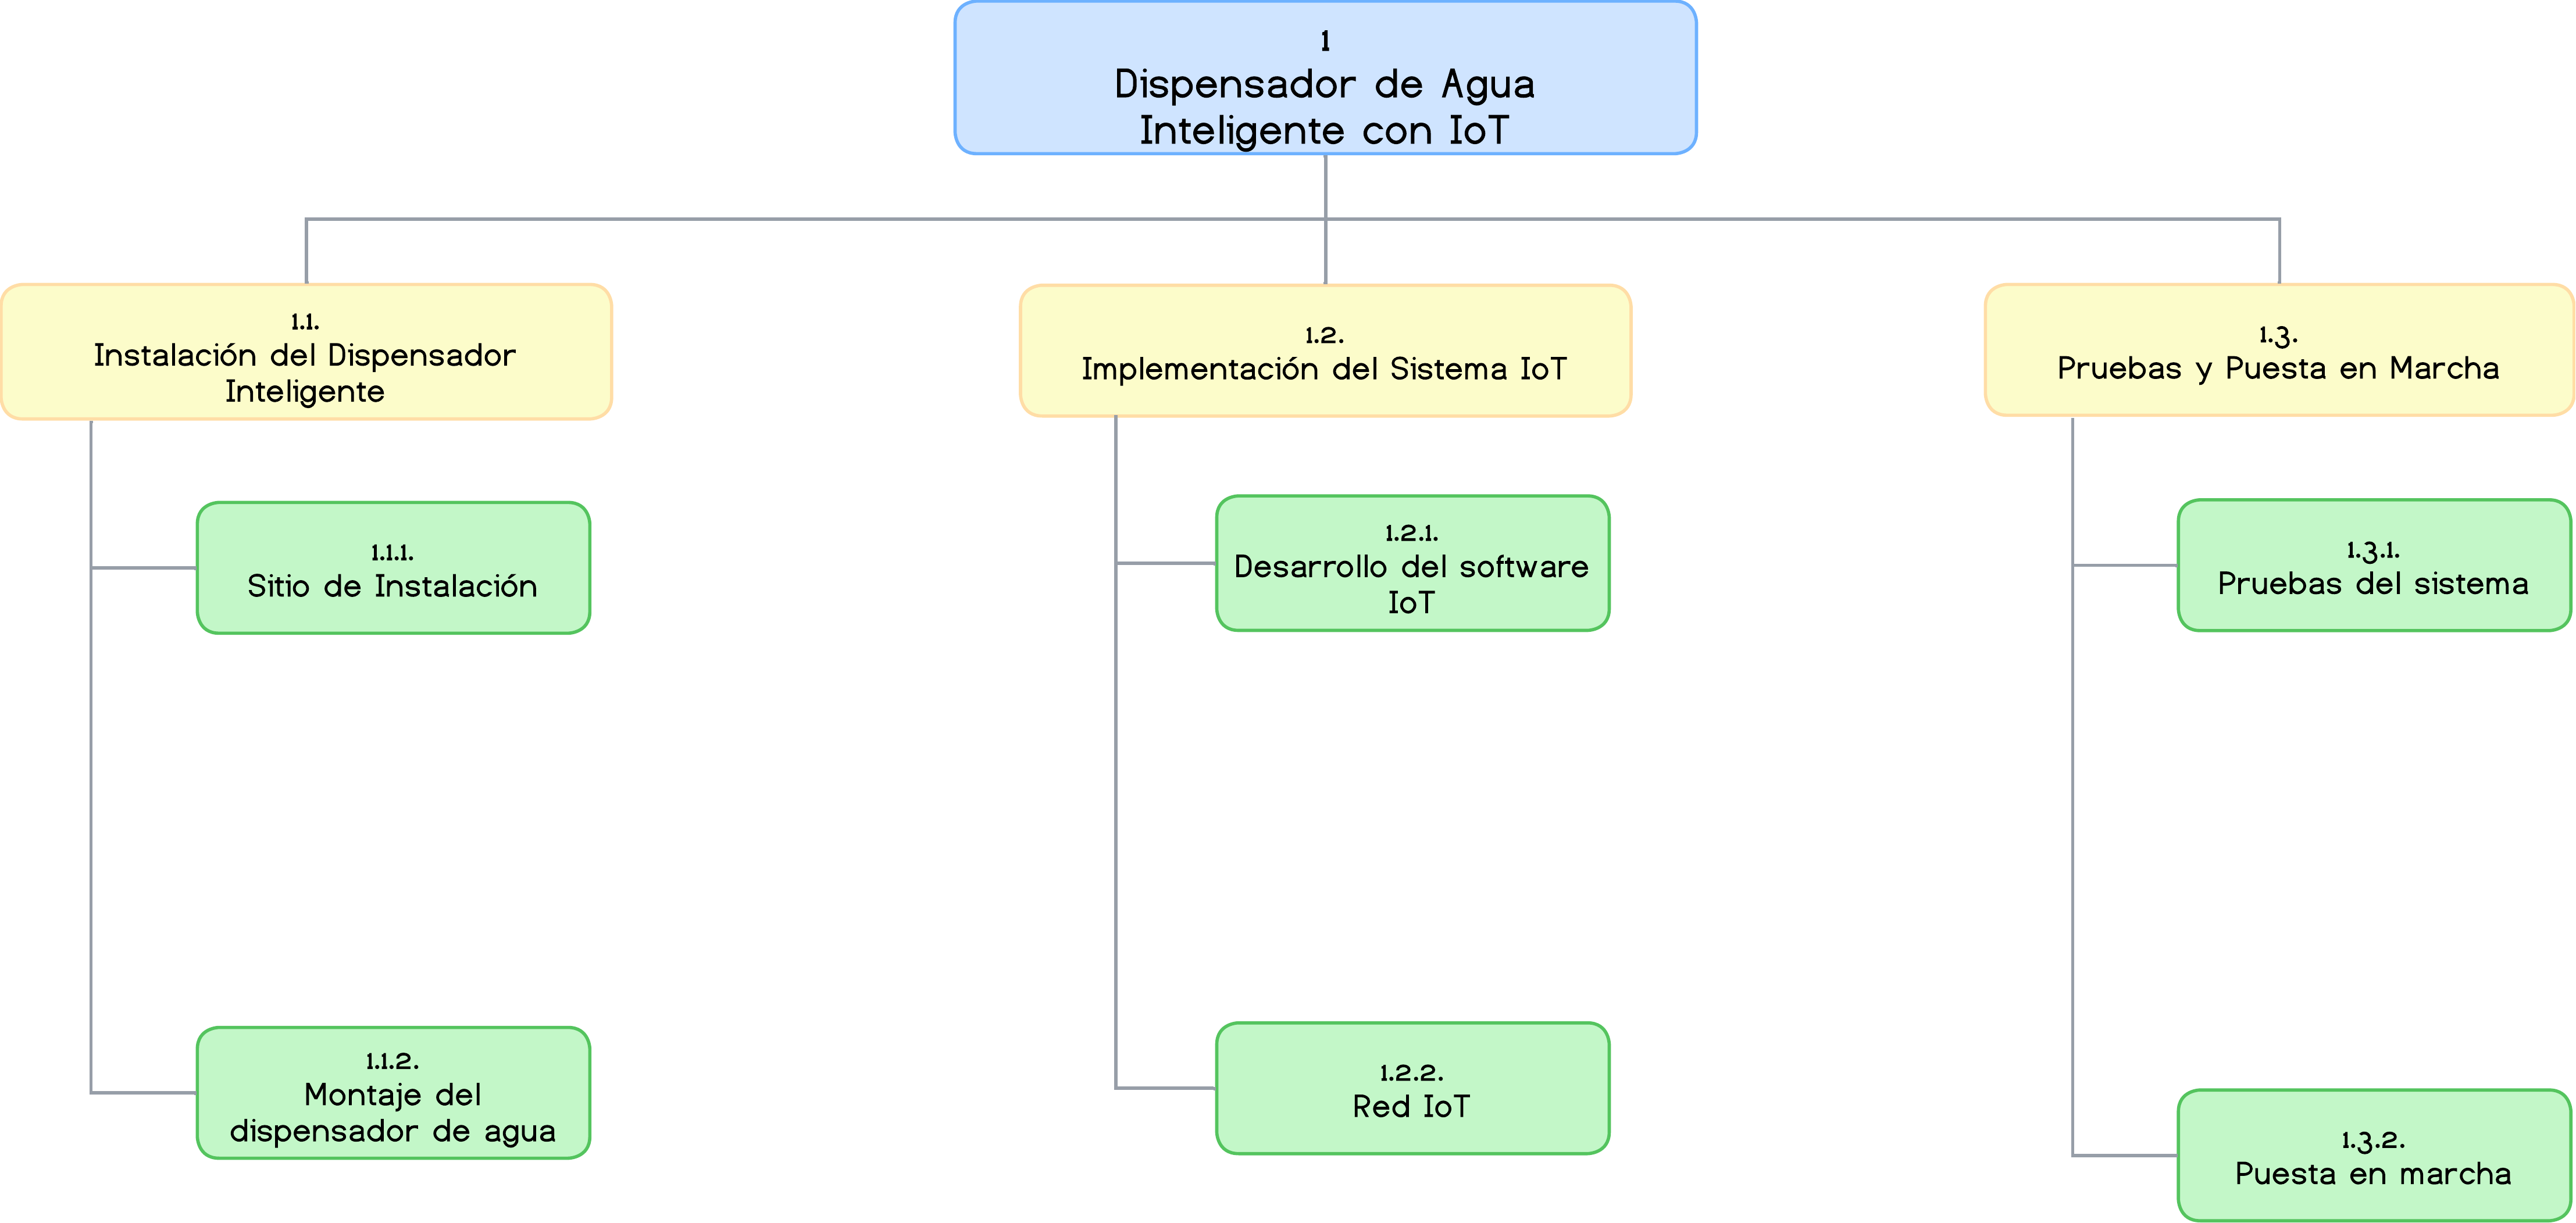 1
Dispensador de Agua
Inteligente con IoT
1.1.
Instalación del Dispensador
Inteligente
1.2.
Implementación del Sistema IoT
1.3.
Pruebas y Puesta en Marcha
1.1.1.
Sitio de Instalación
1.2.1.
Desarrollo del software
IoT
1.3.1.
Pruebas del sistema
1.1.2.
Montaje del
dispensador de agua
1.2.2.
Red IoT
1.3.2.
Puesta en marcha